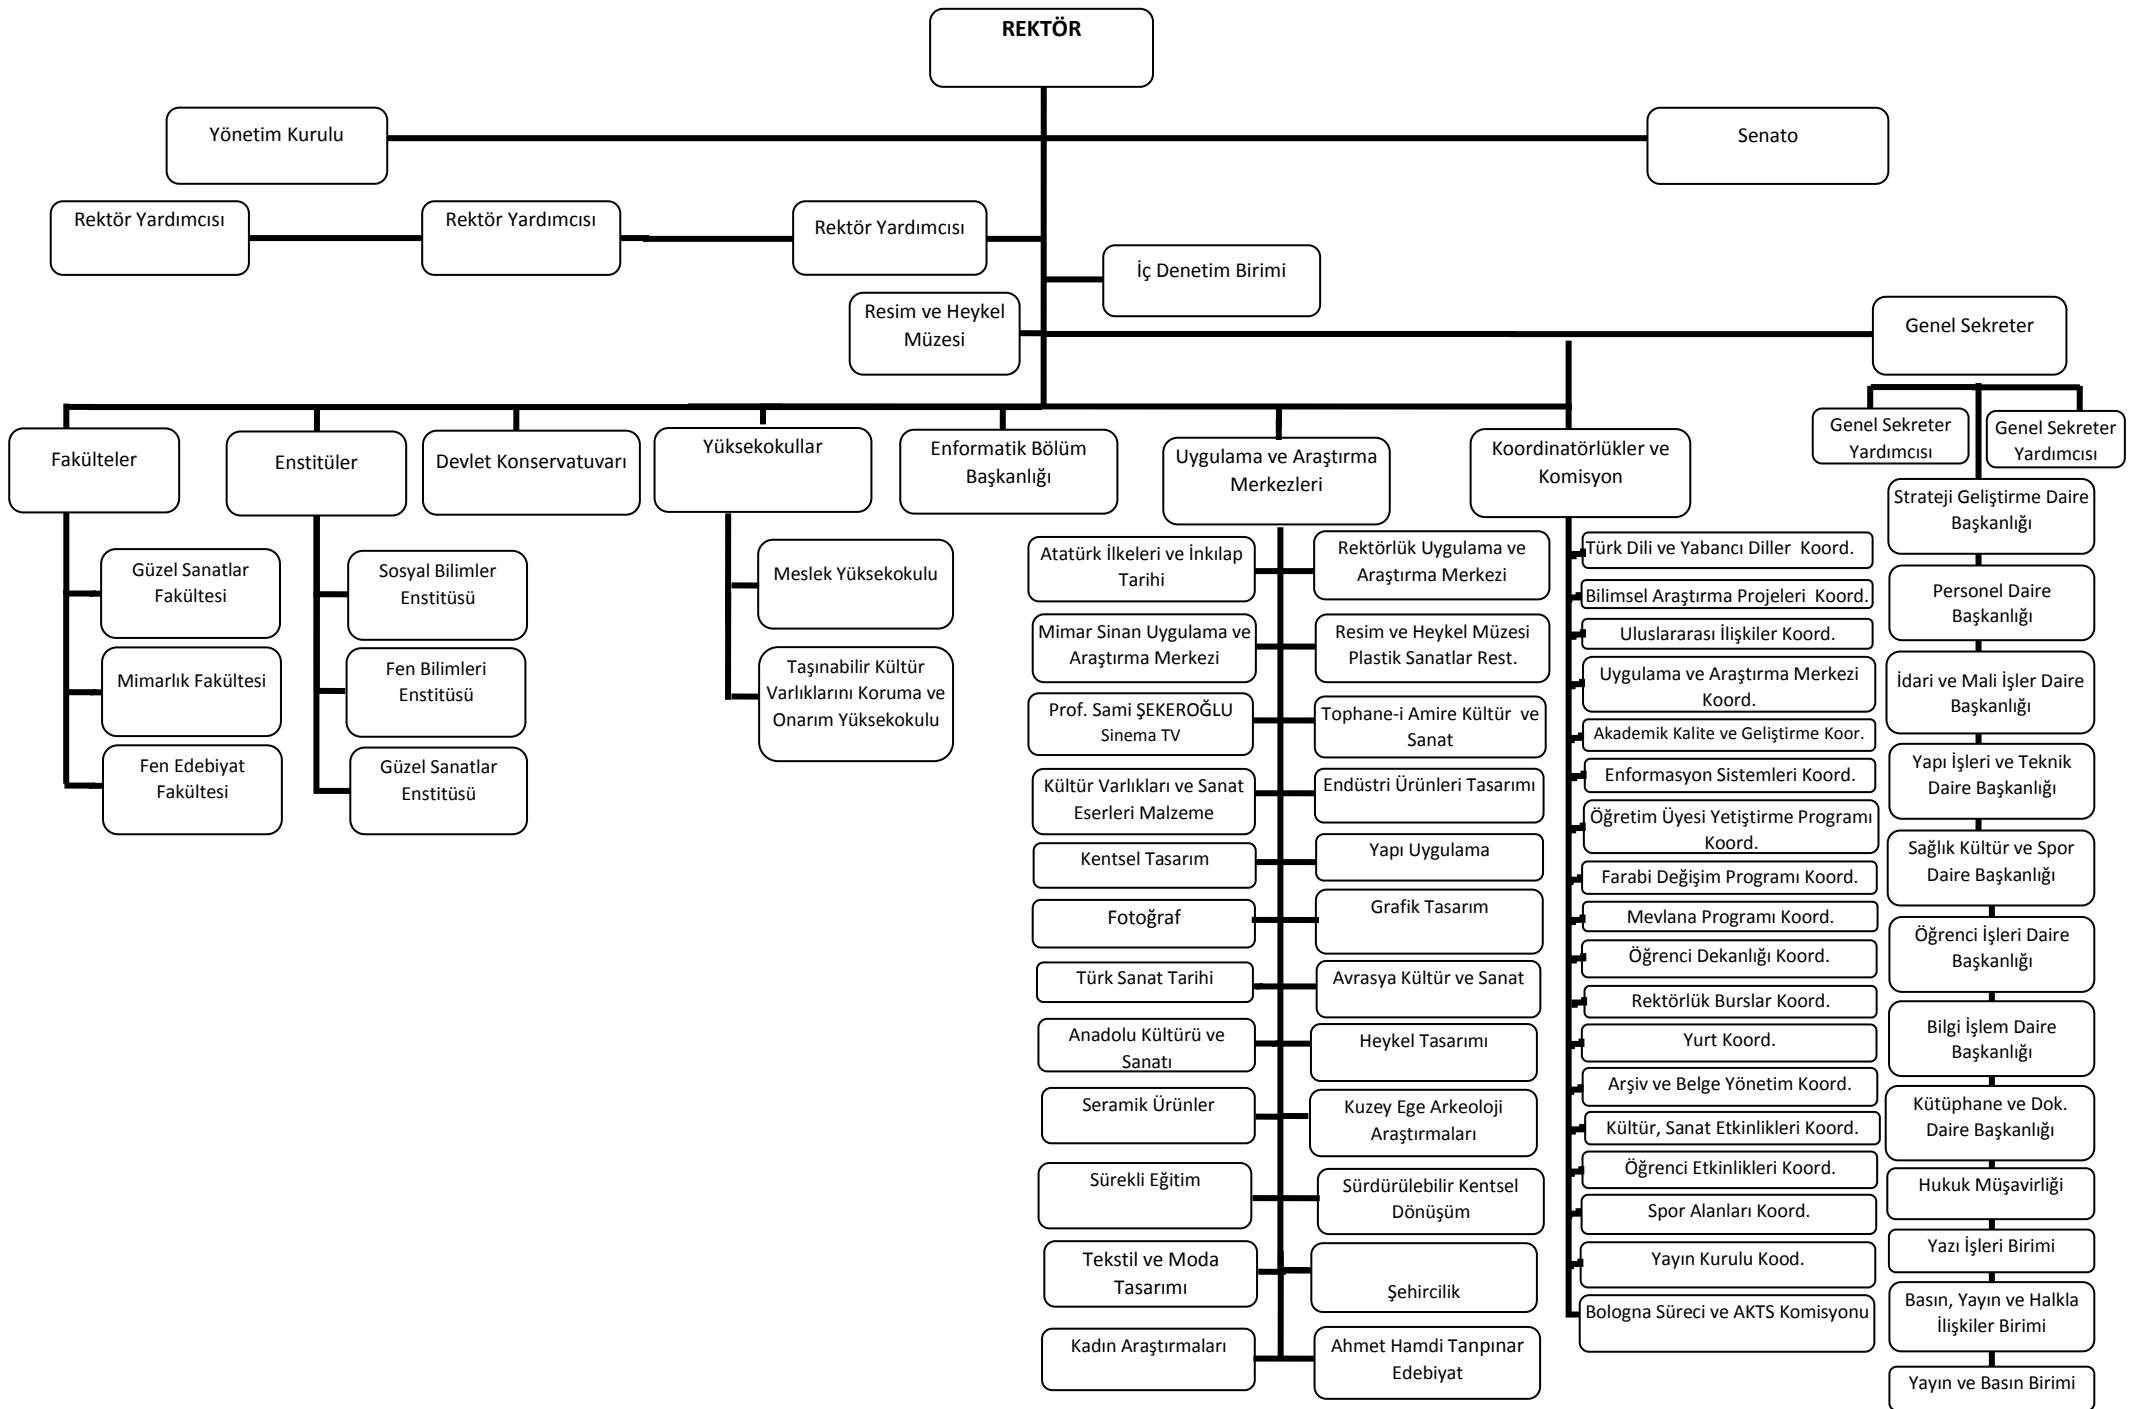 REKTÖR
Yönetim Kurulu
Senato
Rektör Yardımcısı
Rektör Yardımcısı
Rektör Yardımcısı
İç Denetim Birimi
Resim ve Heykel
Müzesi
Genel Sekreter
Genel Sekreter
Yardımcısı
Genel Sekreter
Yardımcısı
Fakülteler
Enstitüler
Devlet Konservatuvarı
Yüksekokullar
Enformatik Bölüm
Başkanlığı
Uygulama ve Araştırma
Merkezleri
Koordinatörlükler ve
Komisyon
Güzel Sanatlar
Fakültesi
Mimarlık Fakültesi
Fen Edebiyat
Fakültesi
Sosyal Bilimler
Enstitüsü
Fen Bilimleri
Enstitüsü
Güzel Sanatlar
Enstitüsü
Meslek Yüksekokulu
Taşınabilir Kültür
Varlıklarını Koruma ve
Onarım Yüksekokulu
Atatürk İlkeleri ve İnkılap
Tarihi
Mimar Sinan Uygulama ve
Araştırma Merkezi
Prof. Sami ŞEKEROĞLU
Sinema TV
Kültür Varlıkları ve Sanat
Eserleri Malzeme
Kentsel Tasarım
Fotoğraf
Türk Sanat Tarihi
Anadolu Kültürü ve
Sanatı
Seramik Ürünler
Sürekli Eğitim
Tekstil ve Moda
Tasarımı
Kadın Araştırmaları
Rektörlük Uygulama ve
Araştırma Merkezi
Resim ve Heykel Müzesi
Plastik Sanatlar Rest.
Tophane-i Amire Kültür ve
Sanat
Endüstri Ürünleri Tasarımı
Yapı Uygulama
Grafik Tasarım
Avrasya Kültür ve Sanat
Heykel Tasarımı
Kuzey Ege Arkeoloji
Araştırmaları
Sürdürülebilir Kentsel
Dönüşüm
Şehircilik
Ahmet Hamdi Tanpınar
Edebiyat
Türk Dili ve Yabancı Diller Koord.
Bilimsel Araştırma Projeleri Koord.
Uluslararası İlişkiler Koord.
Uygulama ve Araştırma Merkezi
Koord.
Akademik Kalite ve Geliştirme Koor.
Enformasyon Sistemleri Koord.
Öğretim Üyesi Yetiştirme Programı
Koord.
Farabi Değişim Programı Koord.
Mevlana Programı Koord.
Öğrenci Dekanlığı Koord.
Rektörlük Burslar Koord.
Yurt Koord.
Arşiv ve Belge Yönetim Koord.
Kültür, Sanat Etkinlikleri Koord.
Öğrenci Etkinlikleri Koord.
Spor Alanları Koord.
Yayın Kurulu Kood.
Bologna Süreci ve AKTS Komisyonu
Strateji Geliştirme Daire
Başkanlığı
Personel Daire
Başkanlığı
İdari ve Mali İşler Daire
Başkanlığı
Yapı İşleri ve Teknik
Daire Başkanlığı
Sağlık Kültür ve Spor
Daire Başkanlığı
Öğrenci İşleri Daire
Başkanlığı
Bilgi İşlem Daire
Başkanlığı
Kütüphane ve Dok.
Daire Başkanlığı
Hukuk Müşavirliği
Yazı İşleri Birimi
Basın, Yayın ve Halkla
İlişkiler Birimi
Yayın ve Basın Birimi